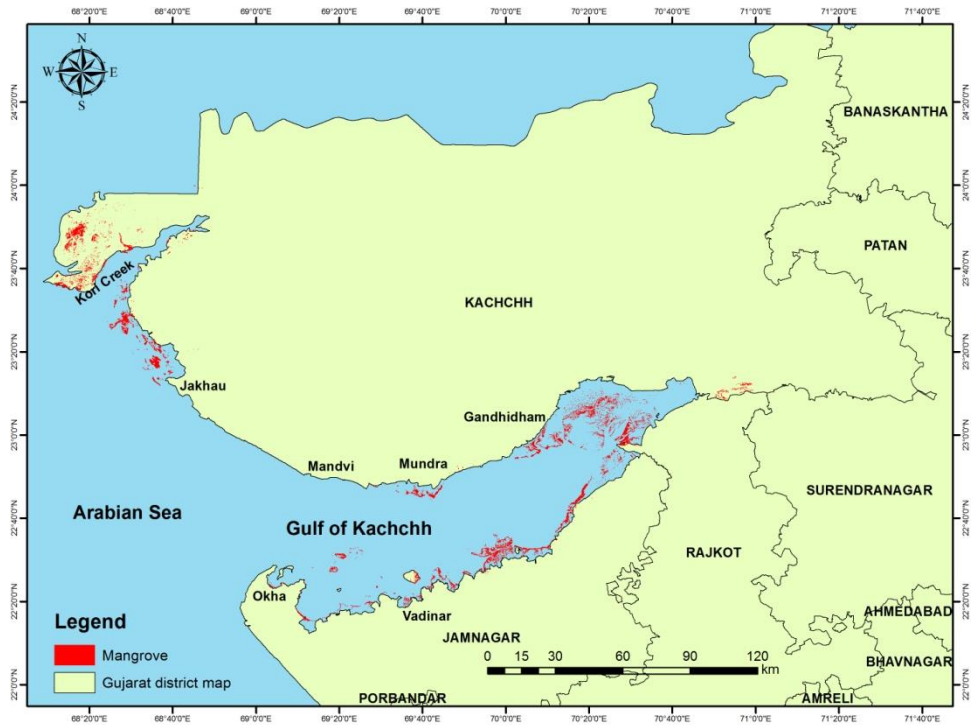 68°20'0"E 68°40'0"E 69°0'0"E 69°20'0"E 69°40'0"E 70°0'0"E 70°20'0"E 70°40'0"E 71°0'0"E 71°20'0"E 71°40'0"E
N
W E
S
24°20'0"N 24°20'0"N
BANASKANTHA
24°0'0"N 24°0'0"N
PATAN
23°40'0"N 23°40'0"N
Kori Creek
KACHCHH
23°20'0"N 23°20'0"N
Jakhau
Gandhidham
23°0'0"N 23°0'0"N
Mandvi Mundra
SURENDRANAGAR
Arabian Sea
22°40'0"N 22°40'0"N
Gulf of Kachchh
RAJKOT
Okha
22°20'0"N 22°20'0"N
Vadinar
AHMEDABAD
Legend
JAMNAGAR
Mangrove
BHAVNAGAR
0 15 30 60 90 120
km
Gujarat district map
22°0'0"N 22°0'0"N
PORBANDAR
AMRELI
68°20'0"E 68°40'0"E 69°0'0"E 69°20'0"E 69°40'0"E 70°0'0"E 70°20'0"E 70°40'0"E 71°0'0"E 71°20'0"E 71°40'0"E